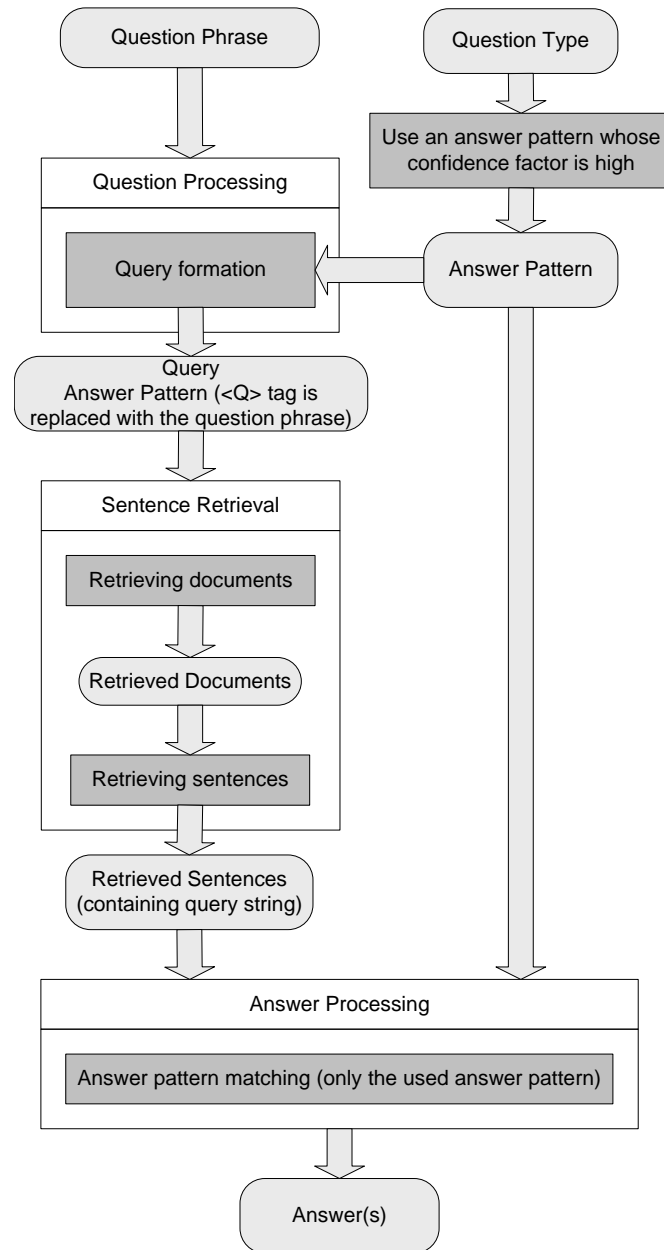 Question Phrase
Question Type
Use an answer pattern whose
confidence factor is high
Question Processing
Query formation
Answer Pattern
Query
Answer Pattern (<Q> tag is
replaced with the question phrase)
Sentence Retrieval
Retrieving documents
Retrieved Documents
Retrieving sentences
Retrieved Sentences
(containing query string)
Answer Processing
Answer pattern matching (only the used answer pattern)
Answer(s)